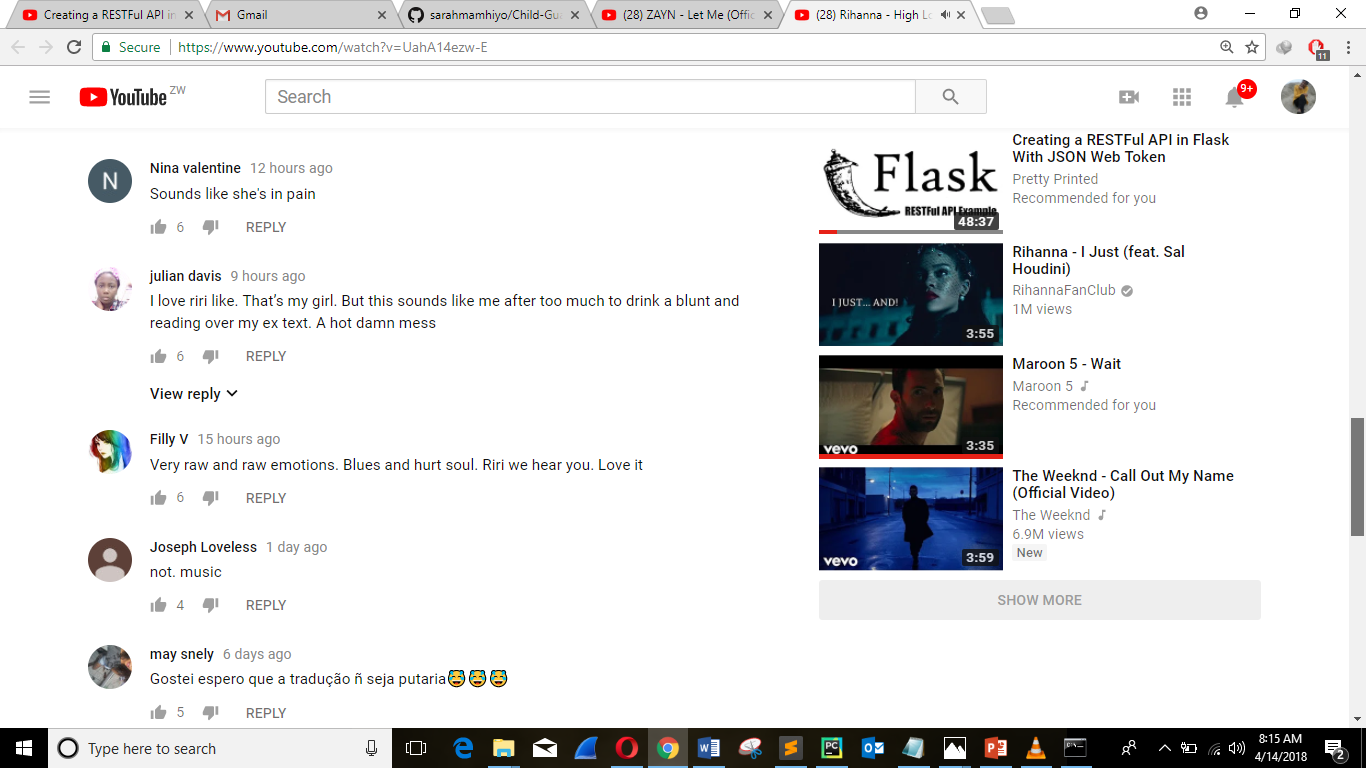 Creating a RESTFul API in
Gmail
sarahmamhiyo/Child-Gua
(28) ZAYN - Let Me (Offic
(28) Rihanna - High Lo
Secure
https://www.youtube.com/watch?v=UahA14ezw-E
11
YouTube ZW
Search
9+
N
Nina valentine 12 hours ago
Sounds like she's in pain
6 REPLY
julian davis 9 hours ago
I love riri like. That’s my girl. But this sounds like me after too much to drink a blunt and
reading over my ex text. A hot damn mess
6 REPLY
View reply
Filly V 15 hours ago
Very raw and raw emotions. Blues and hurt soul. Riri we hear you. Love it
6 REPLY
Joseph Loveless 1 day ago
not. music
4 REPLY
may snely 6 days ago
Gostei espero que a tradução ñ seja putaria😅😅😅
5 REPLY
Flask
RESTFul API Example
48:37
Creating a RESTFul API in Flask
With JSON Web Token
Pretty Printed
Recommended for you
I JUST... AND!
3:55
Rihanna - I Just (feat. Sal
Houdini)
RihannaFanClub
1M views
vevo
3:35
Maroon 5 - Wait
Maroon 5
Recommended for you
vevo
3:59
The Weeknd - Call Out My Name
(Official Video)
The Weeknd
6.9M views
New
SHOW MORE
Type here to search
8:15 AM
4/14/2018
2